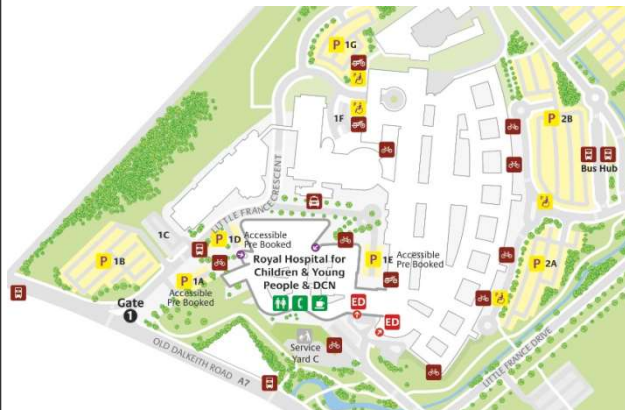 P 1G
1F
P 2B
Bus Hub
LITTLE FRANCE CRESCENT
1C
P 1D Accessible
Pre Booked
P 1B
P 1A
Accessible
Pre Booked
P 1E Accessible
Pre Booked
P 2A
Royal Hospital for
Children & Young
People & DCN
Gate
1
ED
ED
Service
Yard C
OLD DALKEITH ROAD A7
LITTLE FRANCE DRIVE